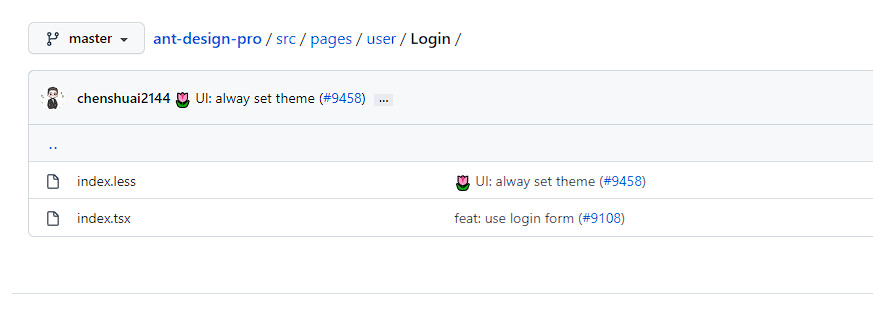 master ant-design-pro / src / pages / user / Login /
chenshuai2144 🌷 UI: alway set theme (#9458) ...
..
index.less 🌷 UI: alway set theme (#9458)
index.tsx feat: use login form (#9108)